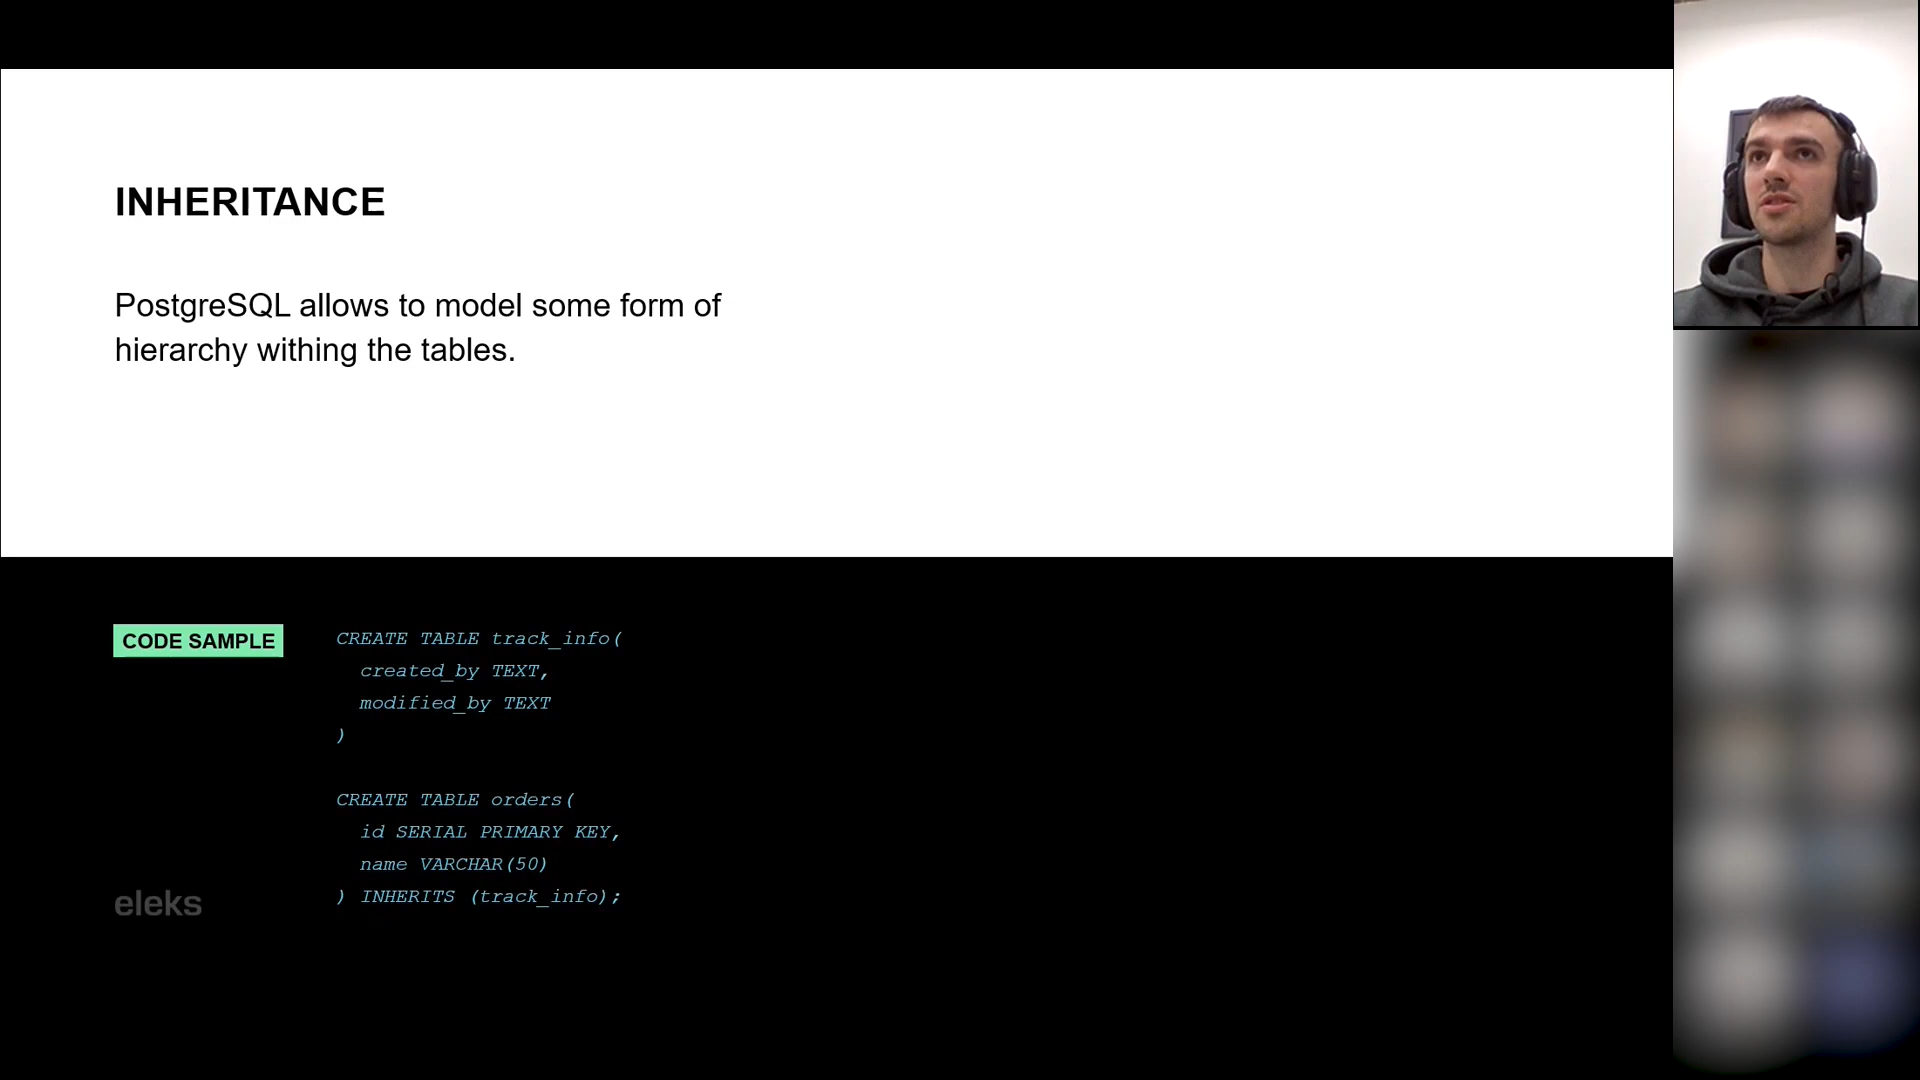 INHERITANCE
PostgreSQL allows to model some form of
hierarchy withing the tables.
CODE SAMPLE
CREATE TABLE track_info(
created_by TEXT,
modified_by TEXT
)
CREATE TABLE orders(
id SERIAL PRIMARY KEY,
name VARCHAR(50)
) INHERITS (track_info);
eleks